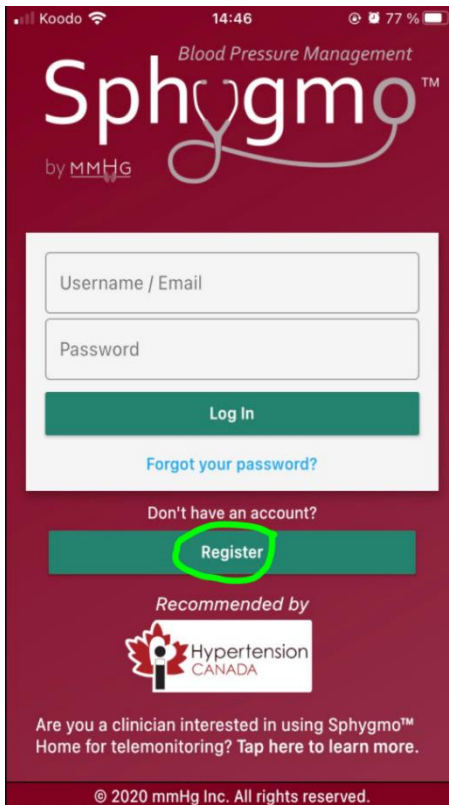 Koodo 14:46 77 %
Blood Pressure Management
Sphygmo™
by mmHg
Username / Email
Password
Log In
Forgot your password?
Don't have an account?
Register
Recommended by
Hypertension
CANADA
Are you a clinician interested in using Sphygmo™
Home for telemonitoring? Tap here to learn more.
© 2020 mmHg Inc. All rights reserved.